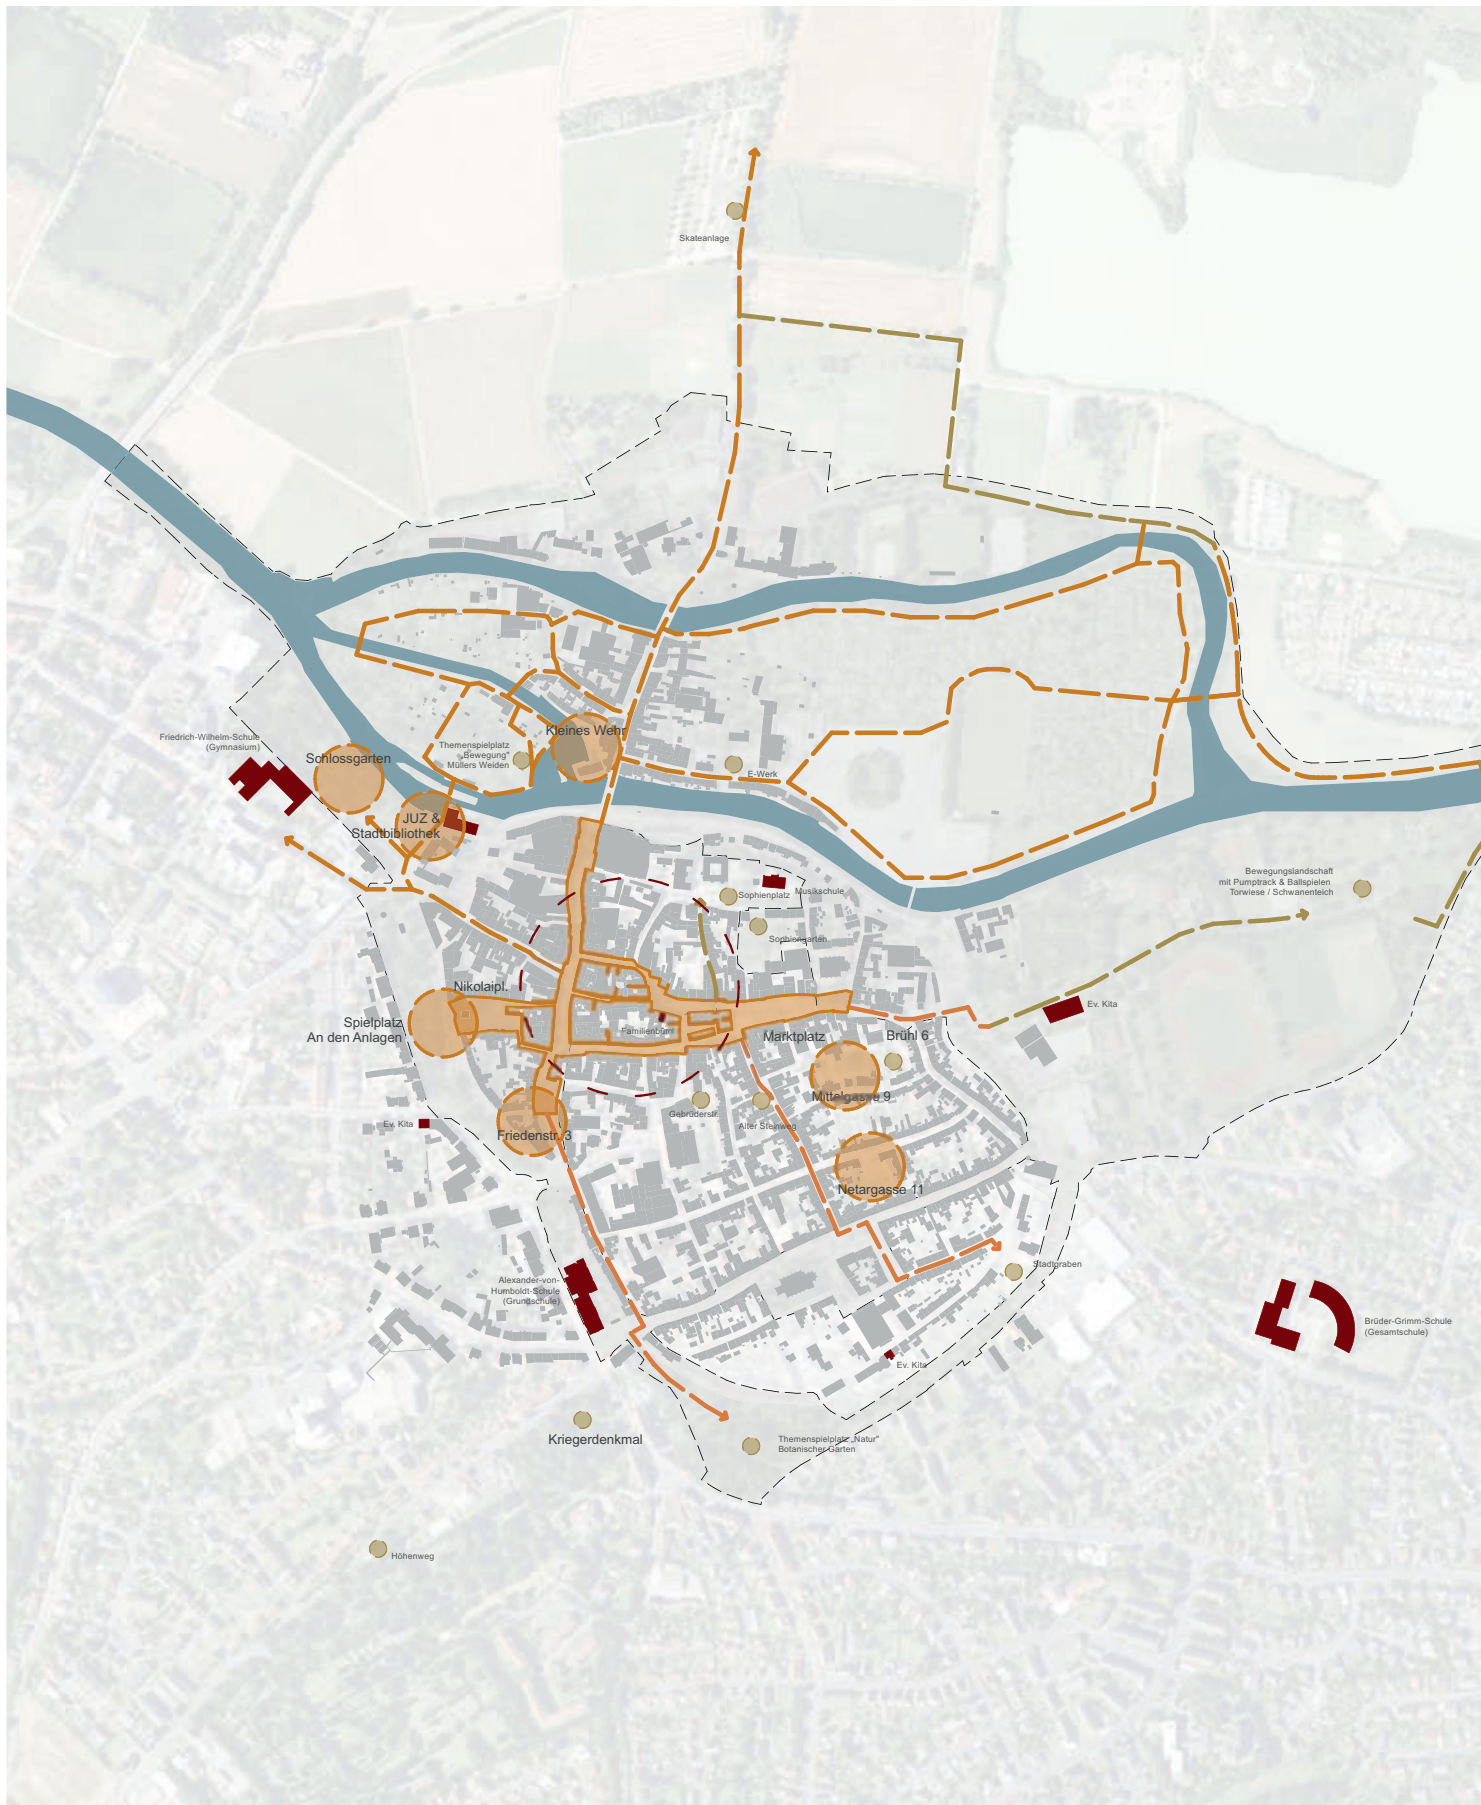 Skateanlage
Friedrich-Wilhelm-Schule
(Gymnasium)
Schlossgarten
Kleines Wehr
Themenspielplatz
„Bewegung"
Müllers Weiden
E-Werk
JUZ &
Stadtbibliothek
Bewegungslandschaft
mit Pumptrack & Ballspielen
Torwiese / Schwanenteich
Musikschule
Sophienplatz
Sophiengarten
Nikolaipl.
Spielplatz
An den Anlagen
Familienbüro
Marktplatz
Ev. Kita
Brühl 6
Mittelgasse 9
Gebrüderstr.
Alter Steinweg
Ev. Kita
Friedenstr. 3
Netargasse 11
Stadtgraben
Alexander-von-
Humboldt-Schule
(Grundschule)
Brüder-Grimm-Schule
(Gesamtschule)
Ev. Kita
Kriegerdenkmal
Themenspielplatz „Natur"
Botanischer Garten
Höhenweg